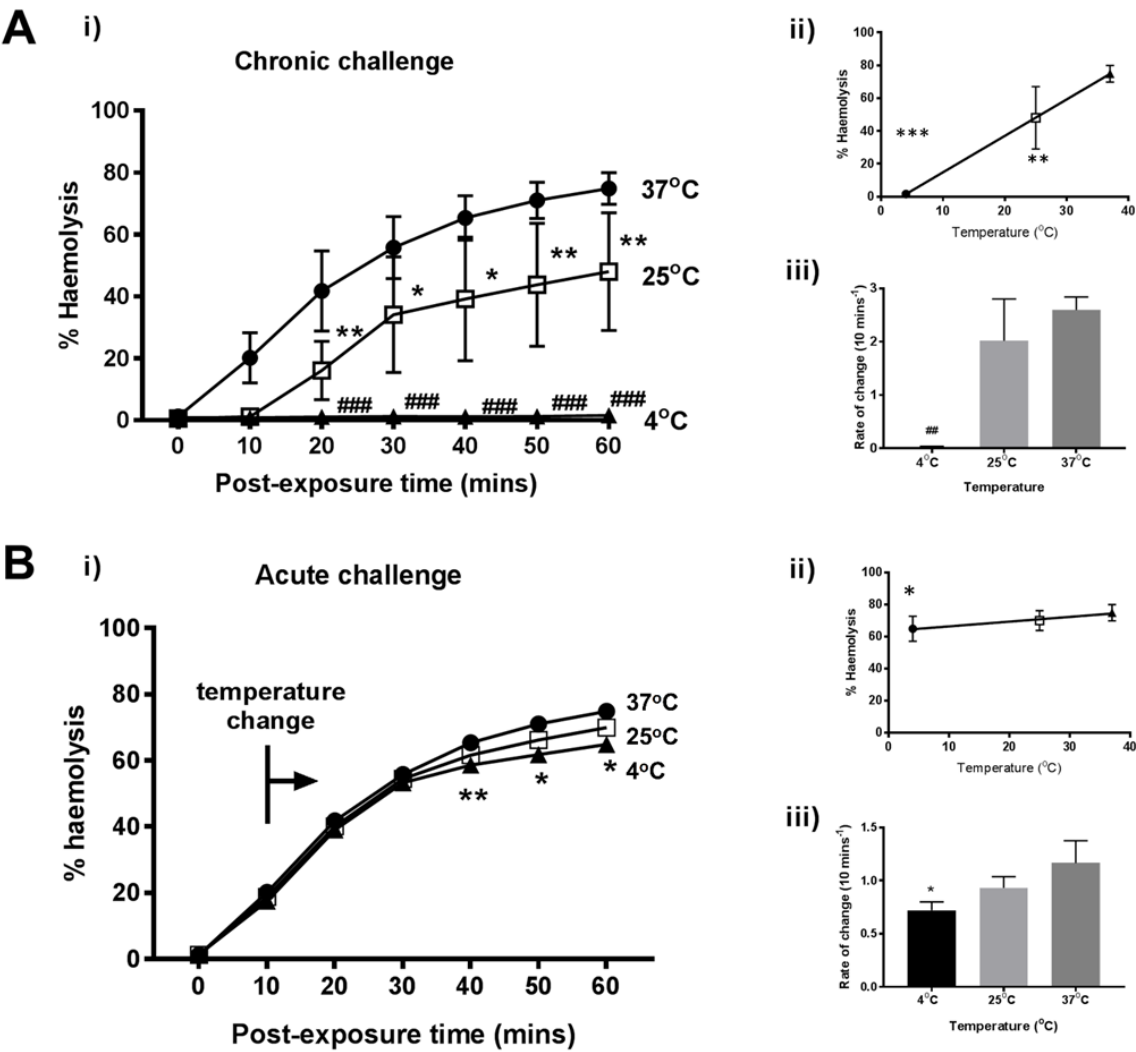 A
i)
Chronic challenge
% Haemolysis
100
80
60
40
20
0
37°C
25°C
4°C
** * * ** **
### ### ### ### ###
0 10 20 30 40 50 60
Post-exposure time (mins)
ii)
% Haemolysis
100
80
60
40
20
0
***
**
0 10 20 30 40
Temperature (°C)
iii)
Rate of change (10 mins⁻¹)
3
2
1
0
##
4°C 25°C 37°C
Temperature
B
i)
Acute challenge
% haemolysis
100
80
60
40
20
0
temperature
change
37°C
25°C
4°C
** * *
0 10 20 30 40 50 60
Post-exposure time (mins)
ii)
% Haemolysis
100
80
60
40
20
0
*
0 10 20 30 40
Temperature (°C)
iii)
Rate of change (10 mins⁻¹)
1.5
1.0
0.5
0.0
*
4°C 25°C 37°C
Temperature (°C)